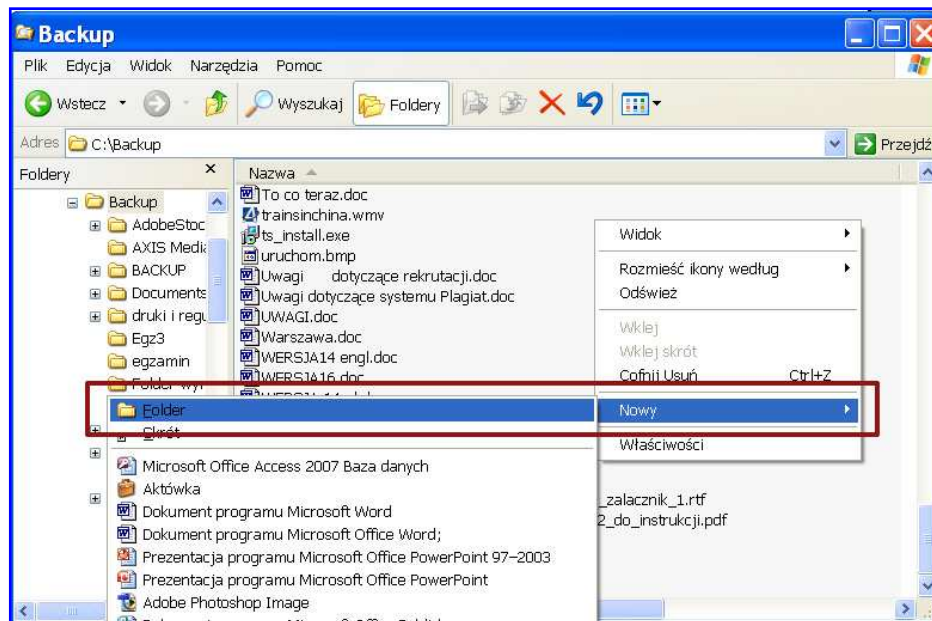 Backup
Plik Edycja Widok Narzędzia Pomoc
Wstecz Wyszukaj Foldery
Adres C:\Backup Przejdź
Foldery
Backup
AdobeStoc
AXIS Media
BACKUP
Documents
druki i regu
Egz3
egzamin
Folder wyr
Nazwa
To co teraz.doc
trainsinchina.wmv
ts_install.exe
uruchom.bmp
Uwagi dotyczące rekrutacji.doc
Uwagi dotyczące systemu Plagiat.doc
UWAGI.doc
Warszawa.doc
WERSJA14 engl.doc
WERSJA16.doc
_zalacznik_1.rtf
2_do_instrukcji.pdf
Widok
Rozmieść ikony według
Odśwież
Wklej
Wklej skrót
Cofnij Usuń Ctrl+Z
Nowy
Właściwości
Folder
Skrót
Microsoft Office Access 2007 Baza danych
Aktówka
Dokument programu Microsoft Word
Dokument programu Microsoft Office Word;
Prezentacja programu Microsoft Office PowerPoint 97–2003
Prezentacja programu Microsoft Office PowerPoint
Adobe Photoshop Image